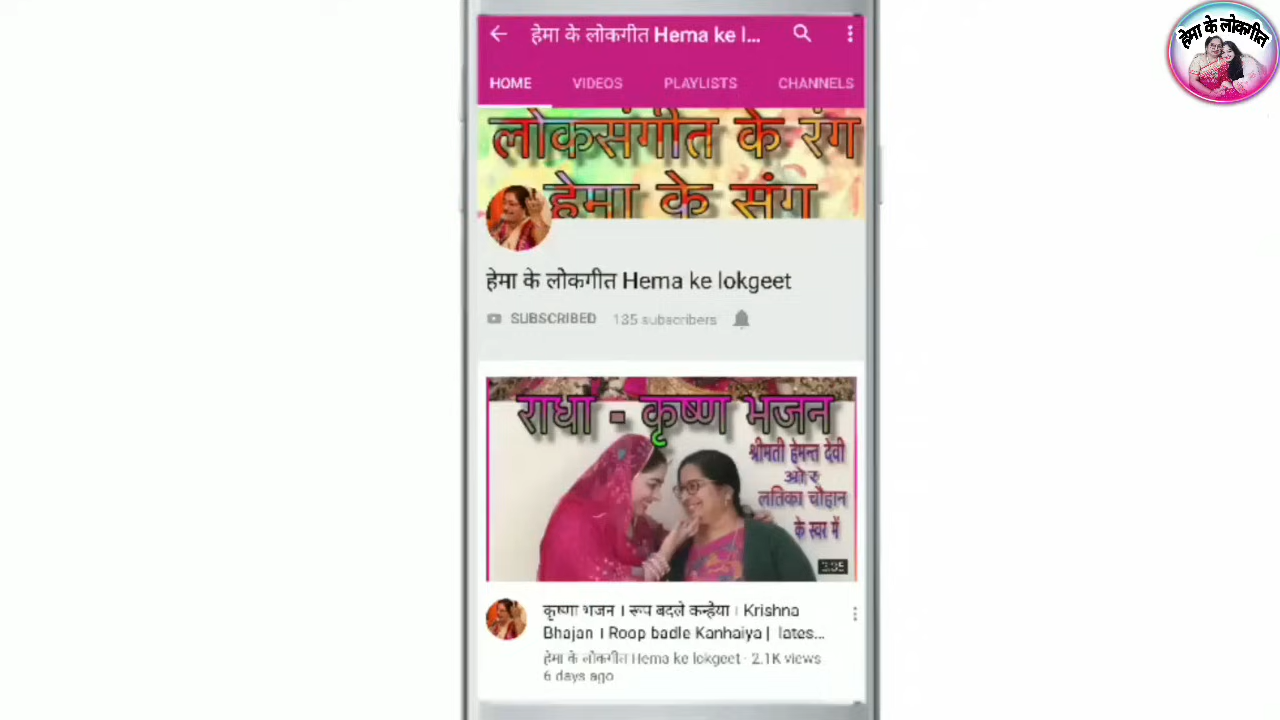 हेमा के लोकगीत Hema ke l...
HOME VIDEOS PLAYLISTS CHANNELS
लोकसंगीत के रंग
हेमा के संग
हेमा के लोकगीत Hema ke lokgeet
SUBSCRIBED 135 subscribers
राधा - कृष्ण भजन
श्रीमती हेमन्त देवी
ओर
लतिका चौहान
के स्वर में
कृष्णा भजन । रूप बदले कन्हैया । Krishna
Bhajan । Roop badle Kanhaiya | lates...
हेमा के लोकगीत Hema ke lokgeet · 2.1K views
6 days ago
हेमा के लोकगीत